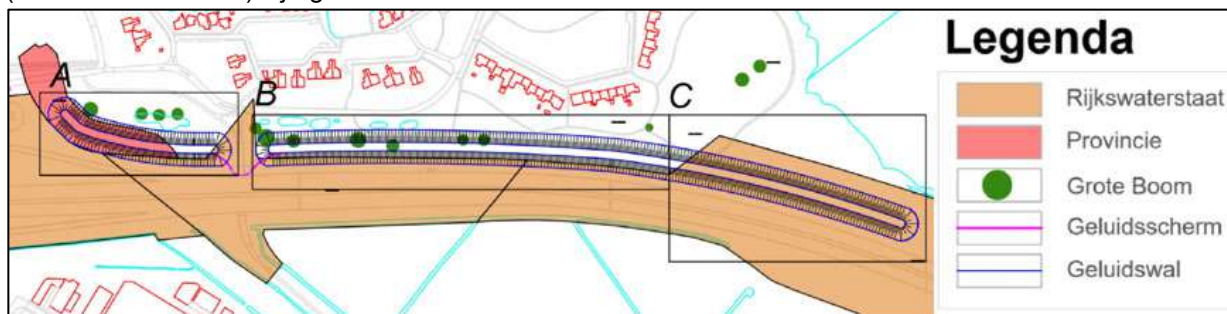 A
B
C
Legenda
Rijkswaterstaat
Provincie
Grote Boom
Geluidsscherm
Geluidswal